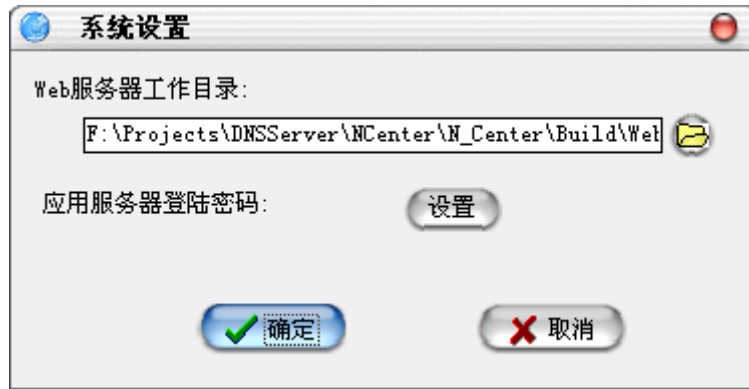 系统设置
Web服务器工作目录:
F:\Projects\DNSServer\NCenter\N_Center\Build\Web
应用服务器登陆密码:
设置
确定
取消